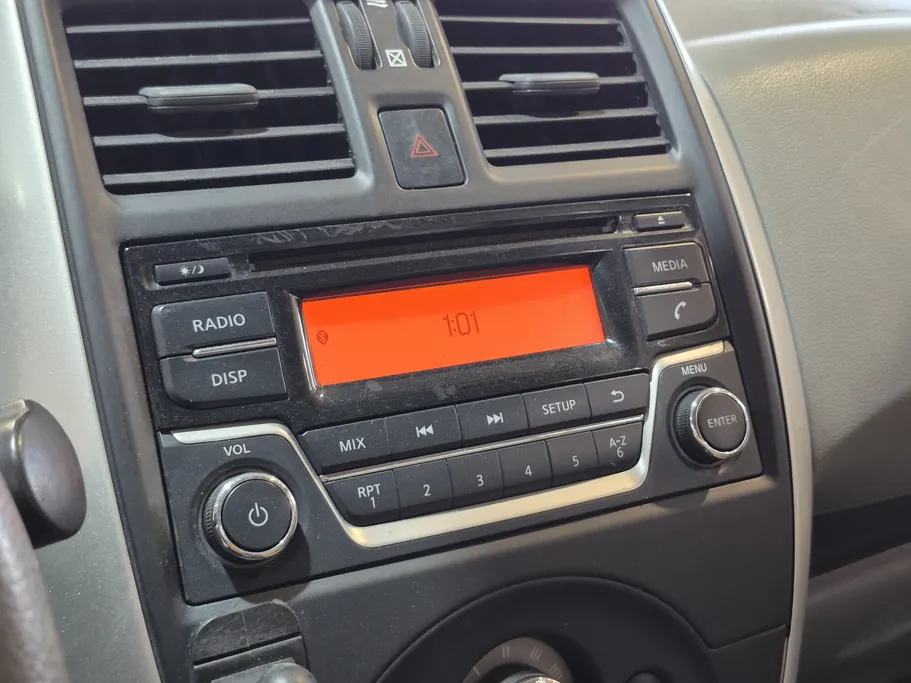 MEDIA
RADIO
1:01
DISP
MENU
MIX
SETUP
VOL
ENTER
RPT
1
2
3
4
5
A-Z
6